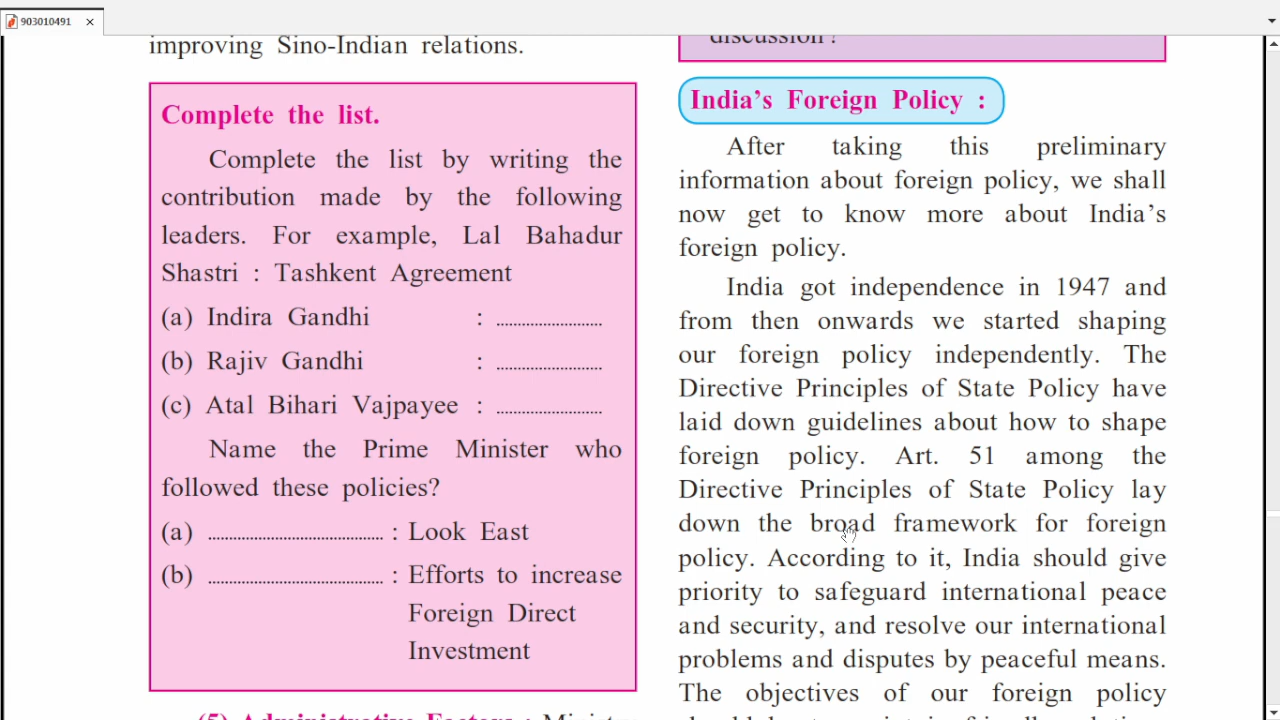 903010491
improving Sino-Indian relations.
Complete the list.
Complete the list by writing the
contribution made by the following
leaders. For example, Lal Bahadur
Shastri : Tashkent Agreement
(a) Indira Gandhi : ..........................
(b) Rajiv Gandhi : ..........................
(c) Atal Bihari Vajpayee : ..........................
Name the Prime Minister who
followed these policies?
(a) ........................................... : Look East
(b) ........................................... : Efforts to increase
Foreign Direct
Investment
(5) Administrative Factors : Ministry
discussion?
India's Foreign Policy :
After taking this preliminary
information about foreign policy, we shall
now get to know more about India's
foreign policy.
India got independence in 1947 and
from then onwards we started shaping
our foreign policy independently. The
Directive Principles of State Policy have
laid down guidelines about how to shape
foreign policy. Art. 51 among the
Directive Principles of State Policy lay
down the broad framework for foreign
policy. According to it, India should give
priority to safeguard international peace
and security, and resolve our international
problems and disputes by peaceful means.
The objectives of our foreign policy